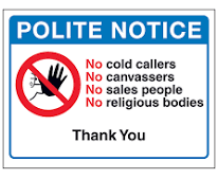 POLITE NOTICE
No cold callers
No canvassers
No sales people
No religious bodies
Thank You